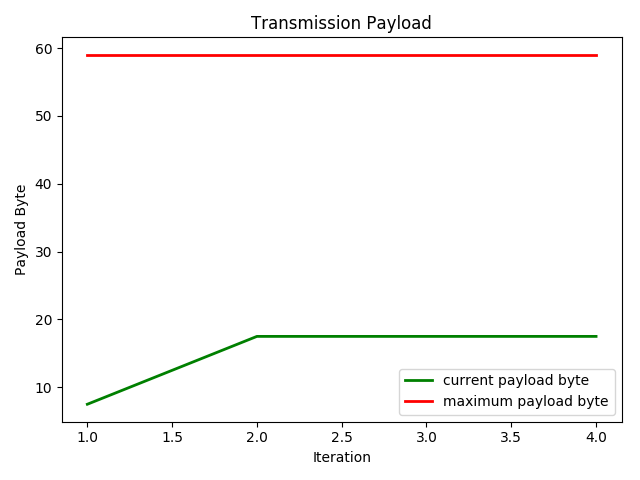 Transmission Payload
60
50
40
30
20
10
Payload Byte
current payload byte
maximum payload byte
1.0 1.5 2.0 2.5 3.0 3.5 4.0
Iteration